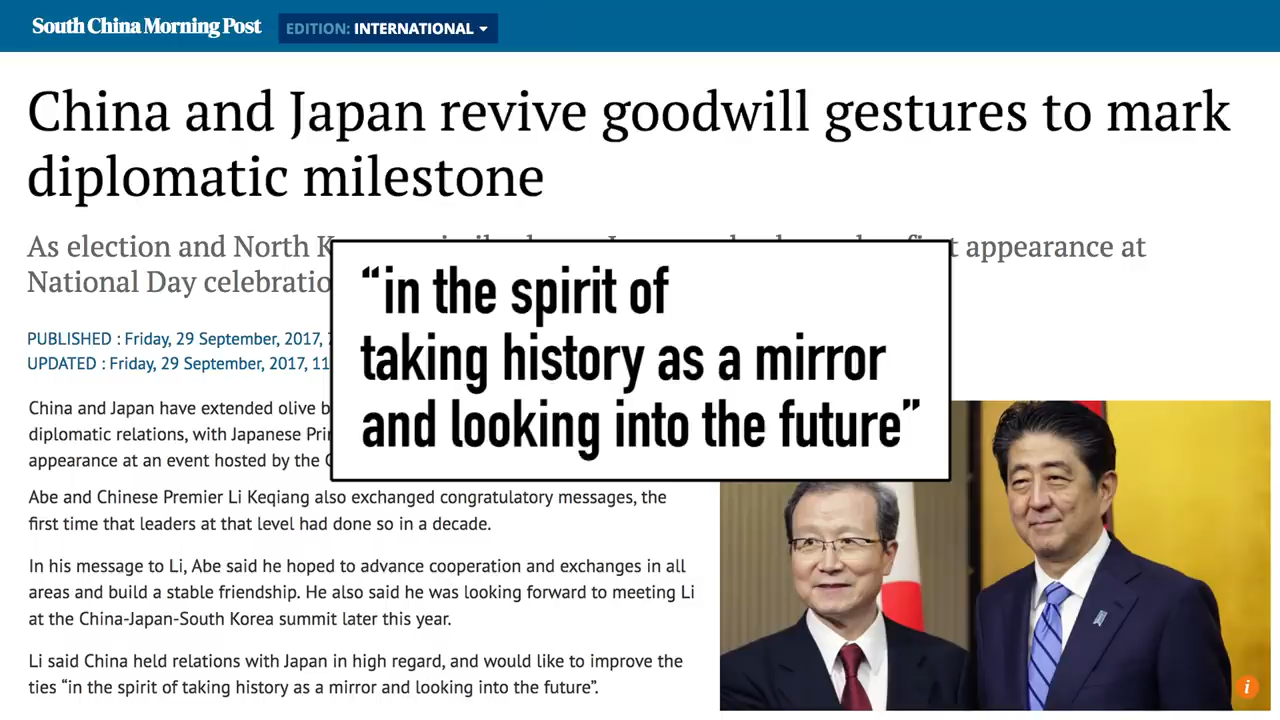 South China Morning Post
EDITION: INTERNATIONAL
China and Japan revive goodwill gestures to mark
diplomatic milestone
As election and North
appearance at
National Day
“in the spirit of
taking history as a mirror
and looking into the future”
PUBLISHED : Friday, 29 September, 2017,
UPDATED : Friday, 29 September, 2017, 11
China and Japan have extended olive
diplomatic relations, with Japanese
appearance at an event hosted by the
Abe and Chinese Premier Li Keqiang also exchanged congratulatory messages, the
first time that leaders at that level had done so in a decade.
In his message to Li, Abe said he hoped to advance cooperation and exchanges in all
areas and build a stable friendship. He also said he was looking forward to meeting Li
at the China-Japan-South Korea summit later this year.
Li said China held relations with Japan in high regard, and would like to improve the
ties “in the spirit of taking history as a mirror and looking into the future”.
i